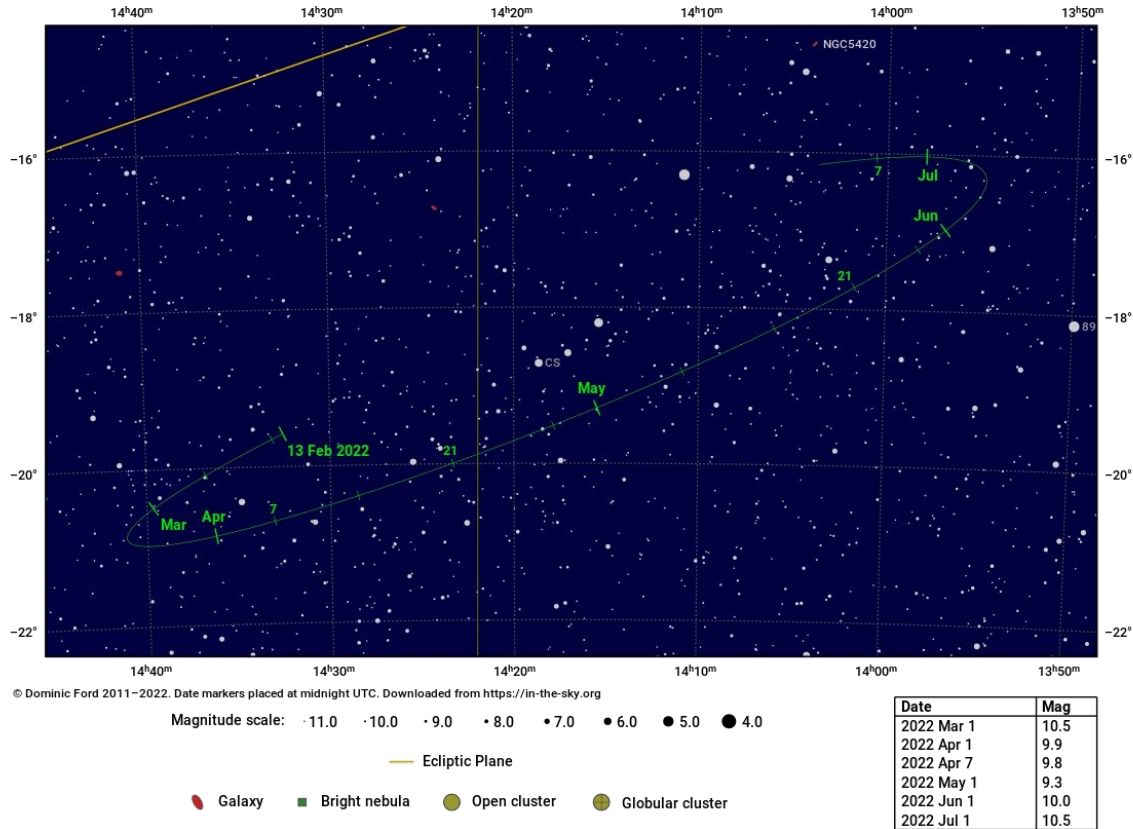 14ʰ40ᵐ 14ʰ30ᵐ 14ʰ20ᵐ 14ʰ10ᵐ 14ʰ00ᵐ 13ʰ50ᵐ
NGC5420
−16° −16°
7 Jul
Jun
21
−18° −18°
89
CS
May
13 Feb 2022
21
−20° −20°
Mar Apr 7
−22° −22°
14ʰ40ᵐ 14ʰ30ᵐ 14ʰ20ᵐ 14ʰ10ᵐ 14ʰ00ᵐ 13ʰ50ᵐ
© Dominic Ford 2011–2022. Date markers placed at midnight UTC. Downloaded from https://in-the-sky.org
Magnitude scale: 11.0 10.0 9.0 8.0 7.0 6.0 5.0 4.0
Ecliptic Plane
Galaxy Bright nebula Open cluster Globular cluster
Date Mag
2022 Mar 1 10.5
2022 Apr 1 9.9
2022 Apr 7 9.8
2022 May 1 9.3
2022 Jun 1 10.0
2022 Jul 1 10.5